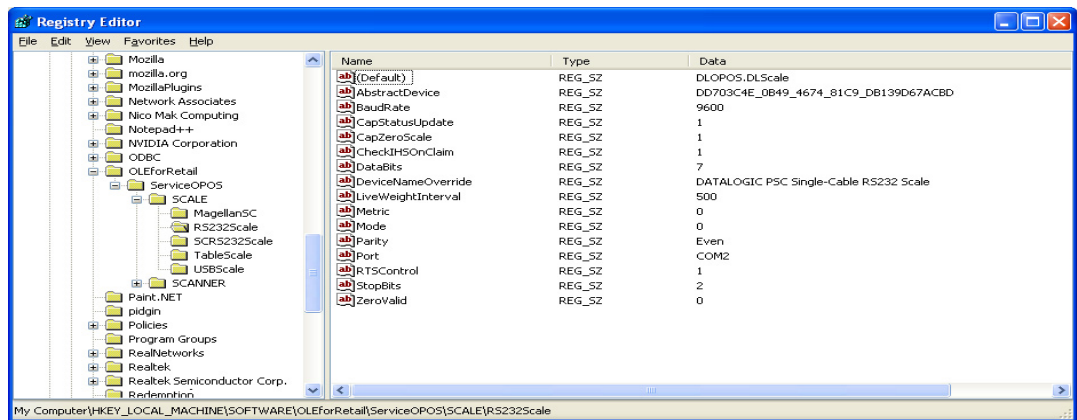 Registry Editor
File Edit View Favorites Help
Mozilla
mozilla.org
MozillaPlugins
Network Associates
Nico Mak Computing
Notepad++
NVIDIA Corporation
ODBC
OLEforRetail
ServiceOPOS
SCALE
MagellanSC
RS232Scale
SCRS232Scale
TableScale
USBScale
SCANNER
Paint.NET
pidgin
Policies
Program Groups
RealNetworks
Realtek
Realtek Semiconductor Corp.
Redemption
Name Type Data
(Default) REG_SZ DLOPOS.DLScale
AbstractDevice REG_SZ DD703C4E_0B49_4674_81C9_DB139D67ACBD
BaudRate REG_SZ 9600
CapStatusUpdate REG_SZ 1
CapZeroScale REG_SZ 1
CheckIHSOnClaim REG_SZ 1
DataBits REG_SZ 7
DeviceNameOverride REG_SZ DATALOGIC PSC Single-Cable RS232 Scale
LiveWeightInterval REG_SZ 500
Metric REG_SZ 0
Mode REG_SZ 0
Parity REG_SZ Even
Port REG_SZ COM2
RTSControl REG_SZ 1
StopBits REG_SZ 2
ZeroValid REG_SZ 0
My Computer\HKEY_LOCAL_MACHINE\SOFTWARE\OLEforRetail\ServiceOPOS\SCALE\RS232Scale